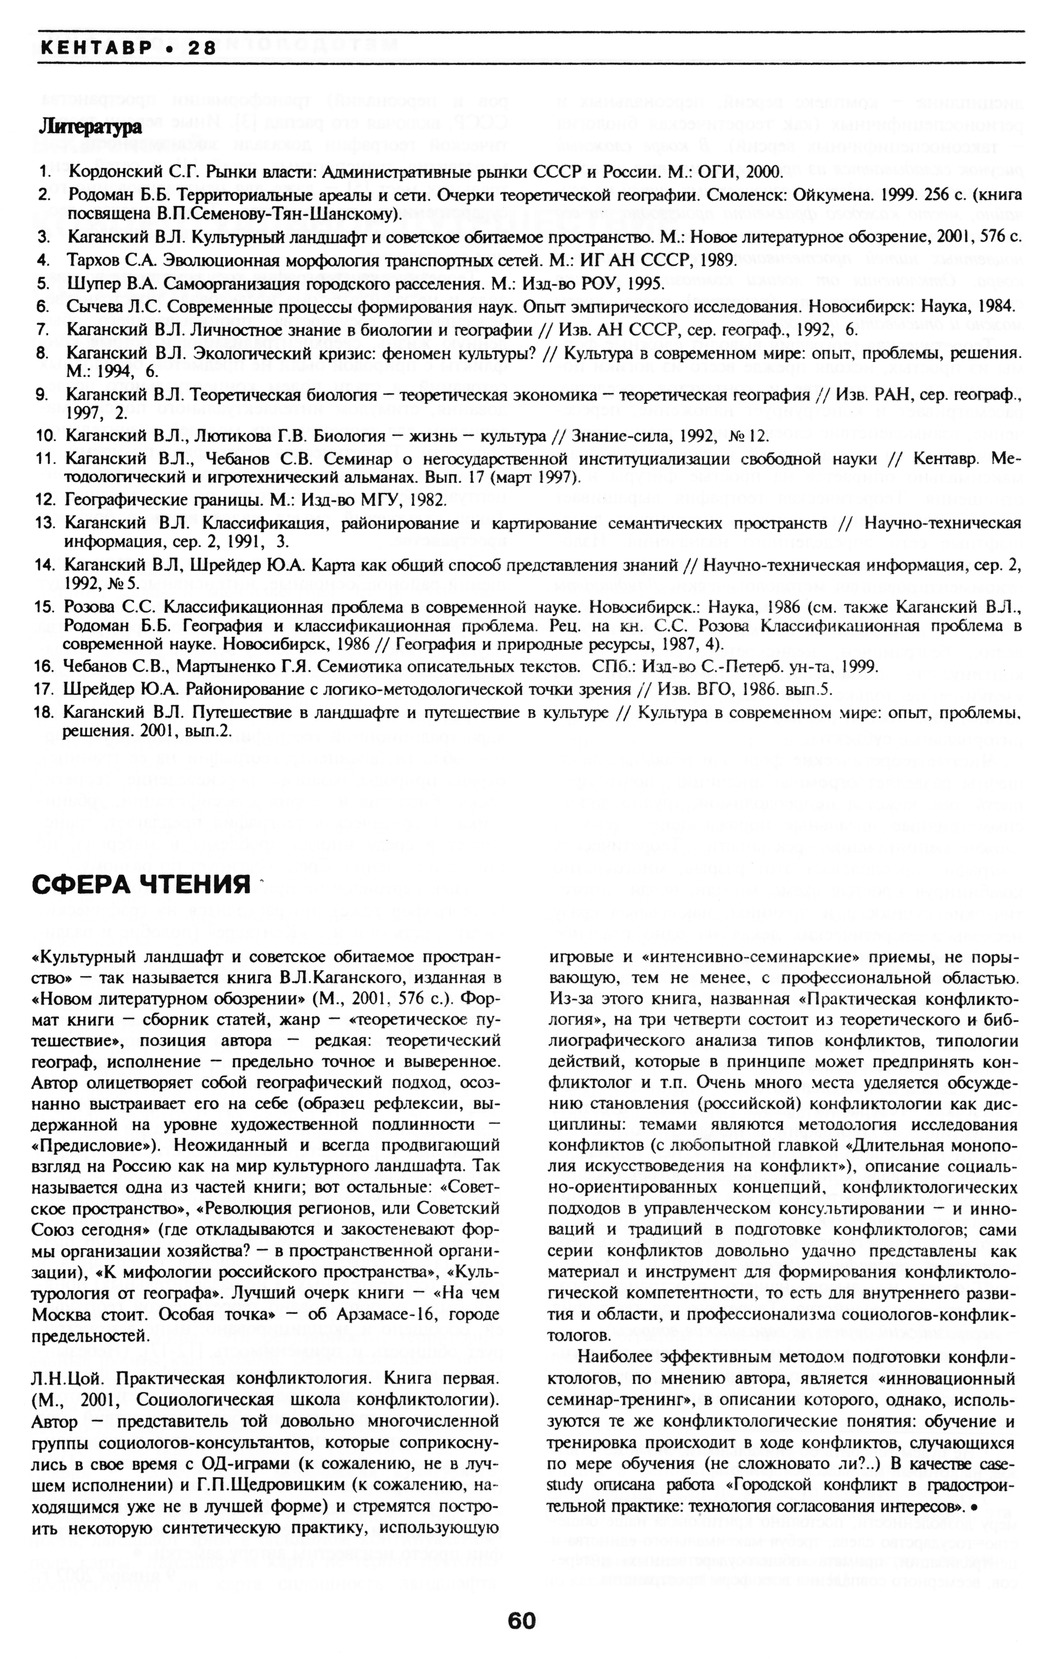 КЕНТАВР • 28
Литература
1. Кордонский С.Г. Рынки власти: Административные рынки СССР и России. М.: ОГИ, 2000.
2. Родоман Б.Б. Территориальные ареалы и сети. Очерки теоретической географии. Смоленск: Ойкумена. 1999. 256 с. (книга
посвящена В.П.Семенову-Тян-Шанскому).
3. Каганский В.Л. Культурный ландшафт и советское обитаемое пространство. М.: Новое литературное обозрение, 2001, 576 с.
4. Тархов С.А. Эволюционная морфология транспортных сетей. М.: ИГ АН СССР, 1989.
5. Шупер В.А. Самоорганизация городского расселения. М.: Изд-во РОУ, 1995.
6. Сычева Л.С. Современные процессы формирования наук. Опыт эмпирического исследования. Новосибирск: Наука, 1984.
7. Каганский В.Л. Личностное знание в биологии и географии // Изв. АН СССР, сер. географ., 1992, 6.
8. Каганский В.Л. Экологический кризис: феномен культуры? // Культура в современном мире: опыт, проблемы, решения.
М.: 1994, 6.
9. Каганский В.Л. Теоретическая биология — теоретическая экономика — теоретическая география // Изв. РАН, сер. географ.,
1997, 2.
10. Каганский В.Л., Лютикова Г.В. Биология — жизнь — культура // Знание-сила, 1992, № 12.
11. Каганский В.Л., Чебанов С.В. Семинар о негосударственной институциализации свободной науки // Кентавр. Ме-
тодологический и игротехнический альманах. Вып. 17 (март 1997).
12. Географические границы. М.: Изд-во МГУ, 1982.
13. Каганский В.Л. Классификация, районирование и картирование семантических пространств // Научно-техническая
информация, сер. 2, 1991, 3.
14. Каганский В.Л, Шрейдер Ю.А. Карта как общий способ представления знаний // Научно-техническая информация, сер. 2,
1992, № 5.
15. Розова С.С. Классификационная проблема в современной науке. Новосибирск.: Наука, 1986 (см. также Каганский В.Л.,
Родоман Б.Б. География и классификационная проблема. Рец. на кн. С.С. Розова Классификационная проблема в
современной науке. Новосибирск, 1986 // География и природные ресурсы, 1987, 4).
16. Чебанов С.В., Мартыненко Г.Я. Семиотика описательных текстов. СПб.: Изд-во С.-Петерб. ун-та, 1999.
17. Шрейдер Ю.А. Районирование с логико-методологической точки зрения // Изв. ВГО, 1986. вып.5.
18. Каганский В.Л. Путешествие в ландшафте и путешествие в культуре // Культура в современном мире: опыт, проблемы,
решения. 2001, вып.2.
СФЕРА ЧТЕНИЯ
«Культурный ландшафт и советское обитаемое простран-
ство» — так называется книга В.Л.Каганского, изданная в
«Новом литературном обозрении» (М., 2001, 576 с.). Фор-
мат книги — сборник статей, жанр — «теоретическое пу-
тешествие», позиция автора — редкая: теоретический
географ, исполнение — предельно точное и выверенное.
Автор олицетворяет собой географический подход, осоз-
нанно выстраивает его на себе (образец рефлексии, вы-
держанной на уровне художественной подлинности —
«Предисловие»). Неожиданный и всегда продвигающий
взгляд на Россию как на мир культурного ландшафта. Так
называется одна из частей книги; вот остальные: «Совет-
ское пространство», «Революция регионов, или Советский
Союз сегодня» (где откладываются и закостеневают фор-
мы организации хозяйства? — в пространственной органи-
зации), «К мифологии российского пространства», «Куль-
турология от географа». Лучший очерк книги — «На чем
Москва стоит. Особая точка» — об Арзамасе-16, городе
предельностей.
Л.Н.Цой. Практическая конфликтология. Книга первая.
(М., 2001, Социологическая школа конфликтологии).
Автор — представитель той довольно многочисленной
группы социологов-консультантов, которые соприкосну-
лись в свое время с ОД-играми (к сожалению, не в луч-
шем исполнении) и Г.П.Щедровицким (к сожалению, на-
ходящимся уже не в лучшей форме) и стремятся постро-
ить некоторую синтетическую практику, использующую
игровые и «интенсивно-семинарские» приемы, не поры-
вающую, тем не менее, с профессиональной областью.
Из-за этого книга, названная «Практическая конфликто-
логия», на три четверти состоит из теоретического и биб-
лиографического анализа типов конфликтов, типологии
действий, которые в принципе может предпринять кон-
фликтолог и т.п. Очень много места уделяется обсужде-
нию становления (российской) конфликтологии как дис-
циплины: темами являются методология исследования
конфликтов (с любопытной главкой «Длительная монопо-
лия искусствоведения на конфликт»), описание социаль-
но-ориентированных концепций, конфликтологических
подходов в управленческом консультировании — и инно-
ваций и традиций в подготовке конфликтологов; сами
серии конфликтов довольно удачно представлены как
материал и инструмент для формирования конфликтоло-
гической компетентности, то есть для внутреннего разви-
тия и области, и профессионализма социологов-конфлик-
тологов.
Наиболее эффективным методом подготовки конфли-
ктологов, по мнению автора, является «инновационный
семинар-тренинг», в описании которого, однако, исполь-
зуются те же конфликтологические понятия: обучение и
тренировка происходит в ходе конфликтов, случающихся
по мере обучения (не сложновато ли?..) В качестве case-
study описана работа «Городской конфликт в градострои-
тельной практике: технология согласования интересов». •
60